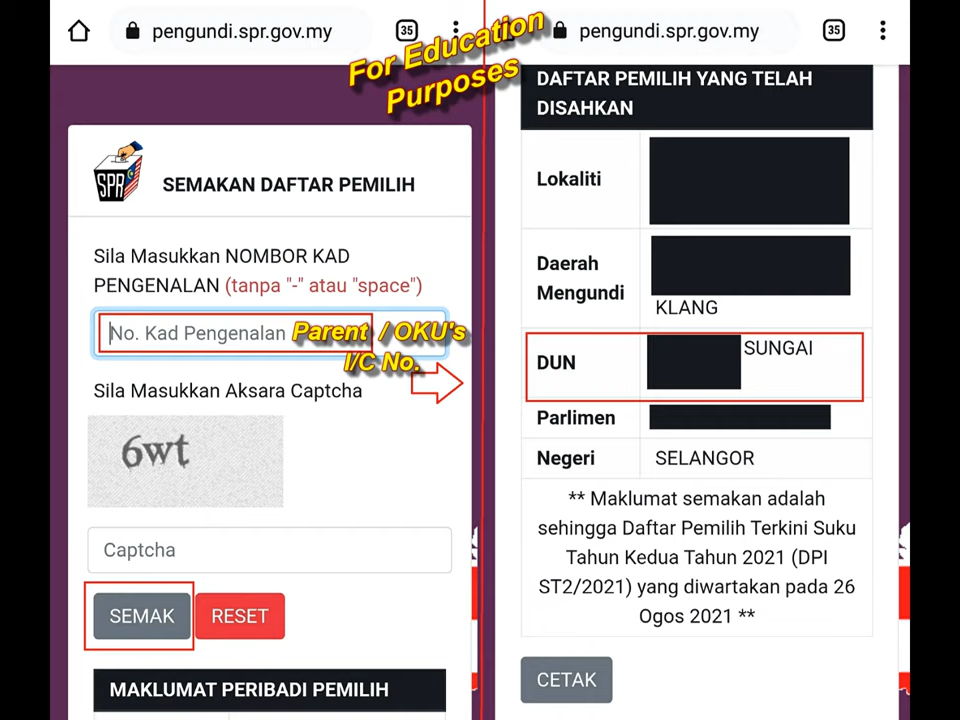 pengundi.spr.gov.my
35
For Education
Purposes
SPR
SEMAKAN DAFTAR PEMILIH
Sila Masukkan NOMBOR KAD
PENGENALAN (tanpa "-" atau "space")
No. Kad Pengenalan
Parent / OKU's
I/C No.
Sila Masukkan Aksara Captcha
6wt
Captcha
SEMAK
RESET
MAKLUMAT PERIBADI PEMILIH
pengundi.spr.gov.my
35
DAFTAR PEMILIH YANG TELAH
DISAHKAN
Lokaliti
Daerah
Mengundi
KLANG
DUN
SUNGAI
Parlimen
Negeri
SELANGOR
** Maklumat semakan adalah
sehingga Daftar Pemilih Terkini Suku
Tahun Kedua Tahun 2021 (DPI
ST2/2021) yang diwartakan pada 26
Ogos 2021 **
CETAK